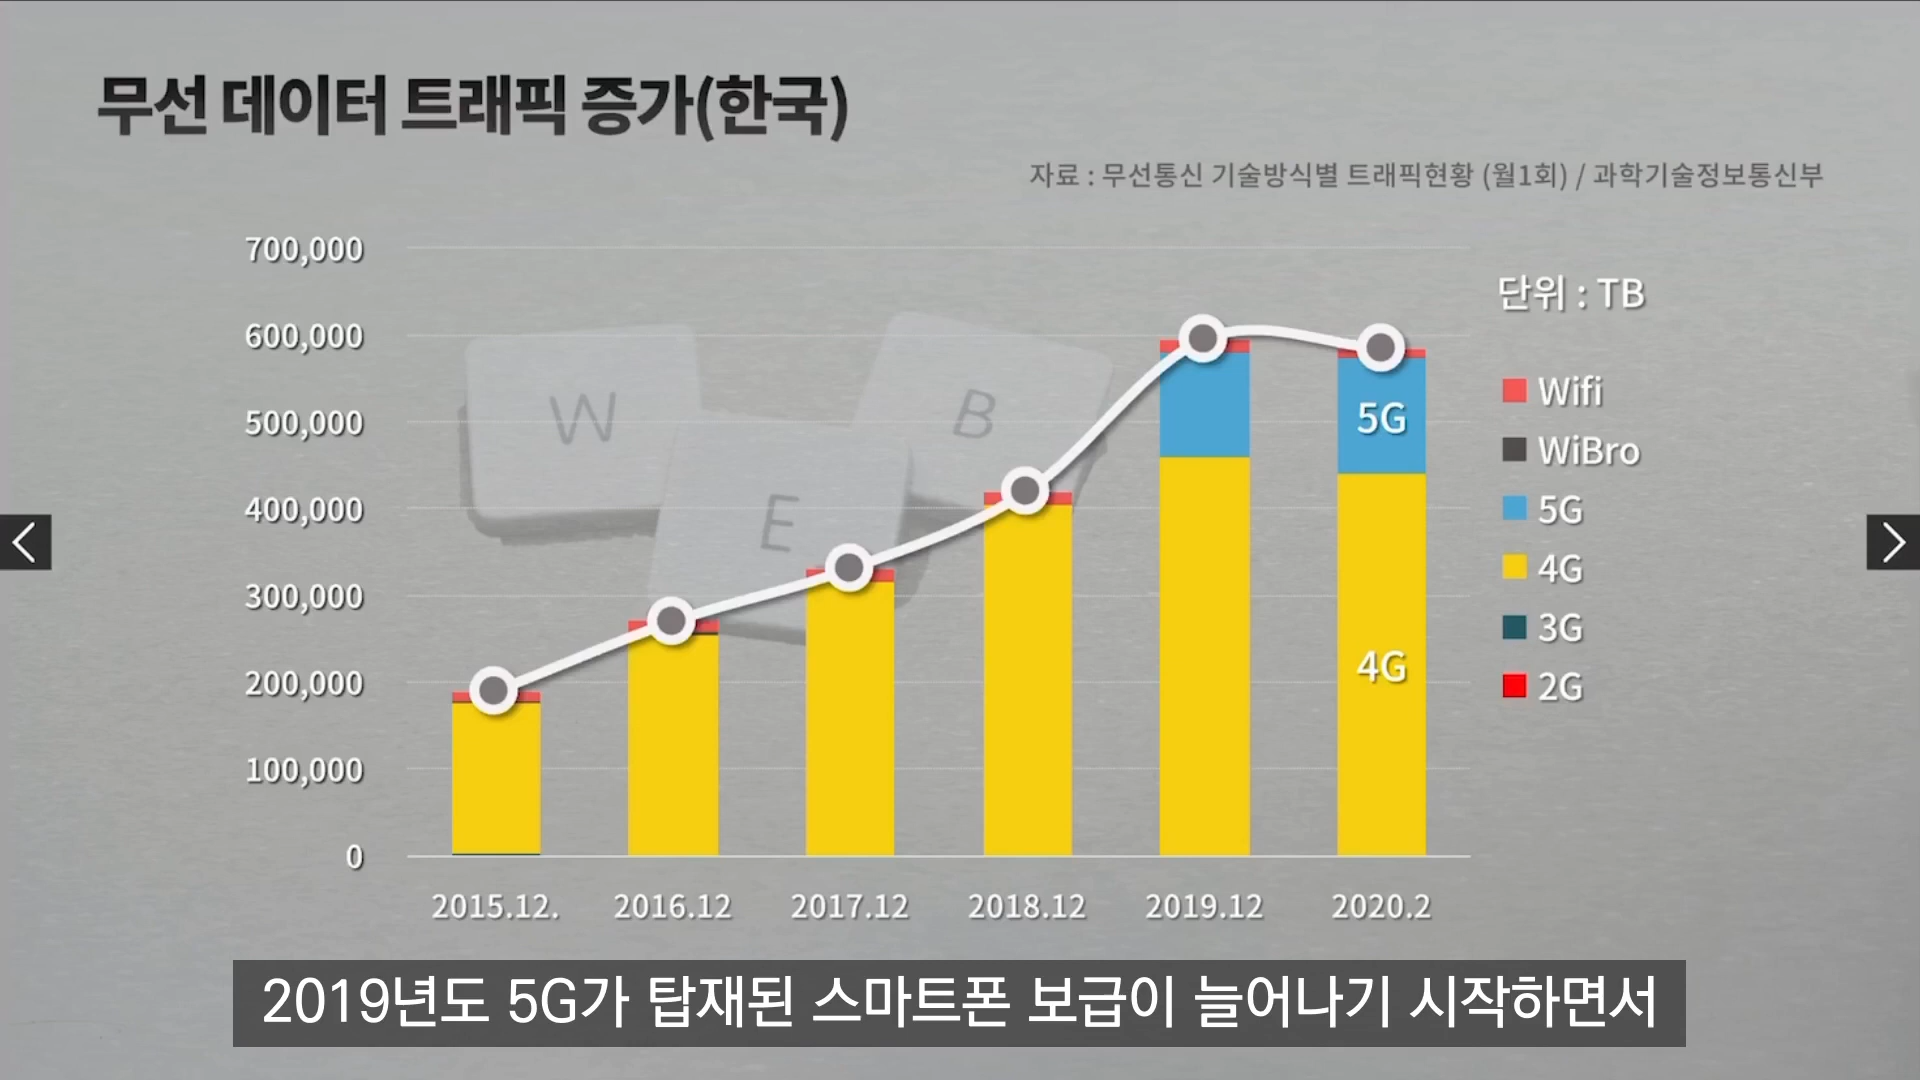 무선 데이터 트래픽 증가(한국)
자료 : 무선통신 기술방식별 트래픽현황 (월1회) / 과학기술정보통신부
단위 : TB
700,000
600,000
500,000
400,000
300,000
200,000
100,000
0
W
E
B
5G
4G
Wifi
WiBro
5G
4G
3G
2G
2015.12.
2016.12
2017.12
2018.12
2019.12
2020.2
2019년도 5G가 탑재된 스마트폰 보급이 늘어나기 시작하면서